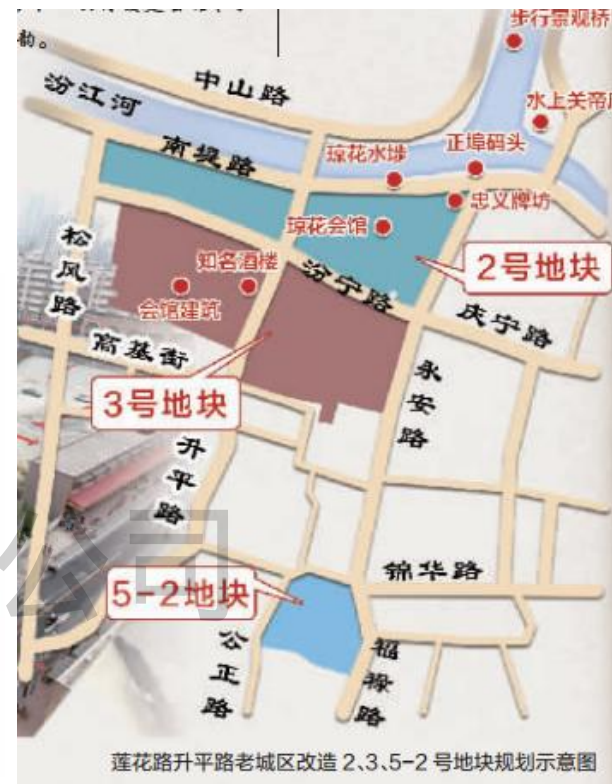 韵。
步行景观桥
中山路
汾江河
水上关帝
南堤路
琼花水埗
正埠码头
忠义牌坊
琼花会馆
松风路
知名酒楼
汾宁路
2号地块
会馆建筑
庆宁路
高基街
永安路
3号地块
升平路
公司
锦华路
5-2地块
公正路
福禄路
莲花路升平路老城区改造2、3、5-2号地块规划示意图